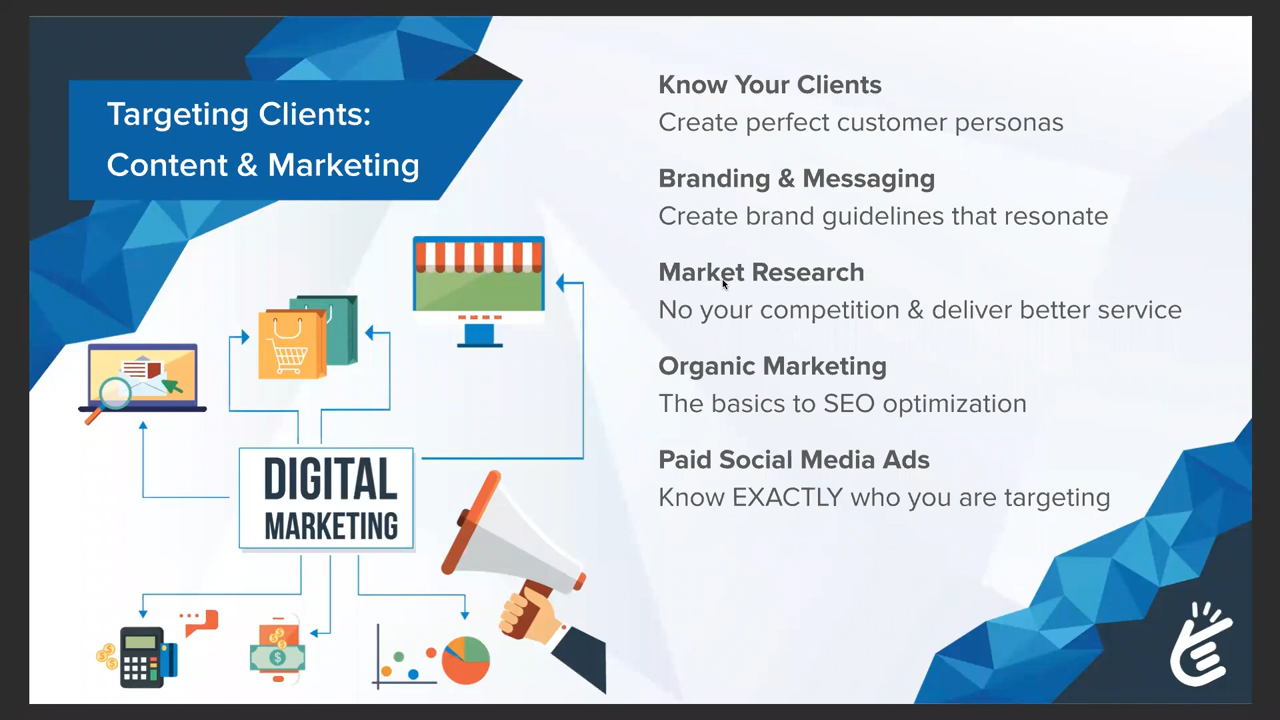 Targeting Clients:
Content & Marketing
Know Your Clients
Create perfect customer personas
Branding & Messaging
Create brand guidelines that resonate
Market Research
No your competition & deliver better service
Organic Marketing
The basics to SEO optimization
Paid Social Media Ads
Know EXACTLY who you are targeting
DIGITAL
MARKETING
$